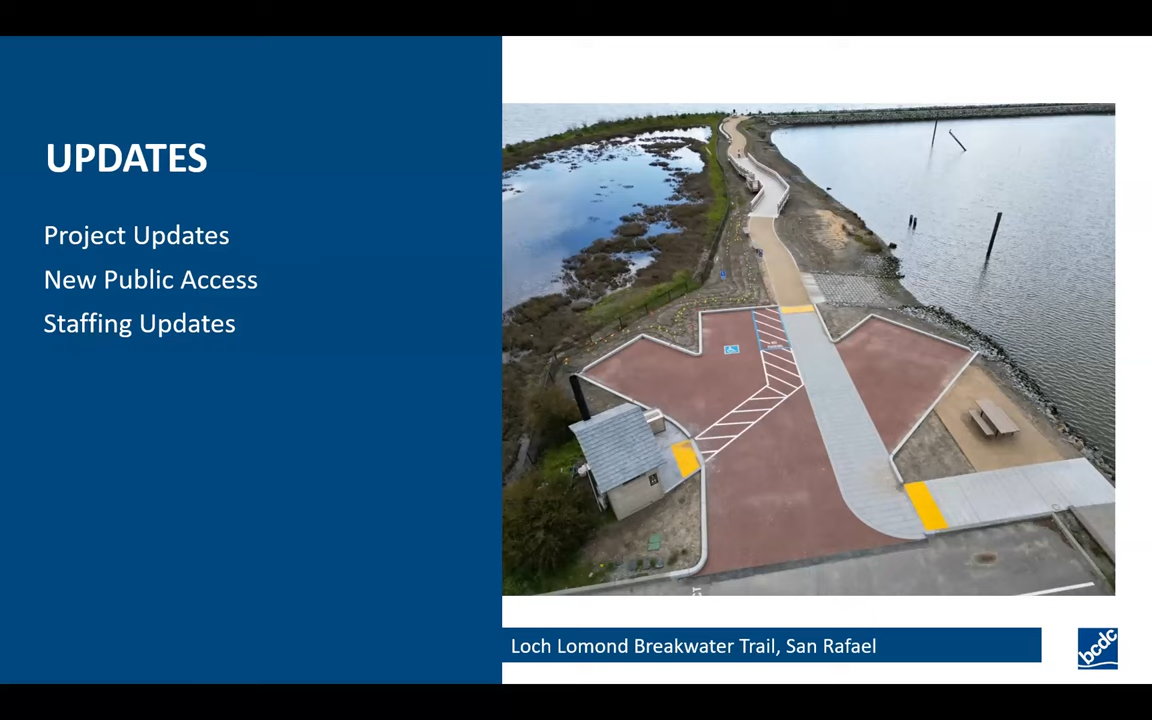 UPDATES
Project Updates
New Public Access
Staffing Updates
Loch Lomond Breakwater Trail, San Rafael
bcdc